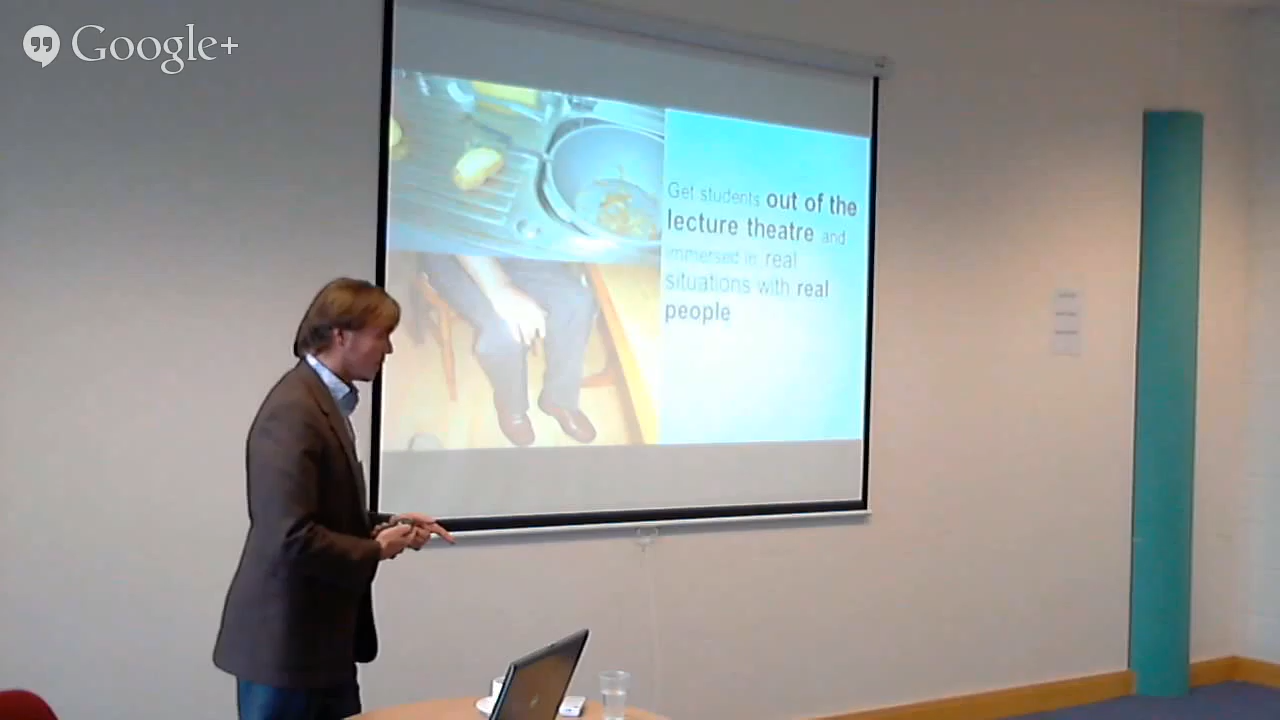 Google+
Get students out of the
lecture theatre and
immersed in real
situations with real
people